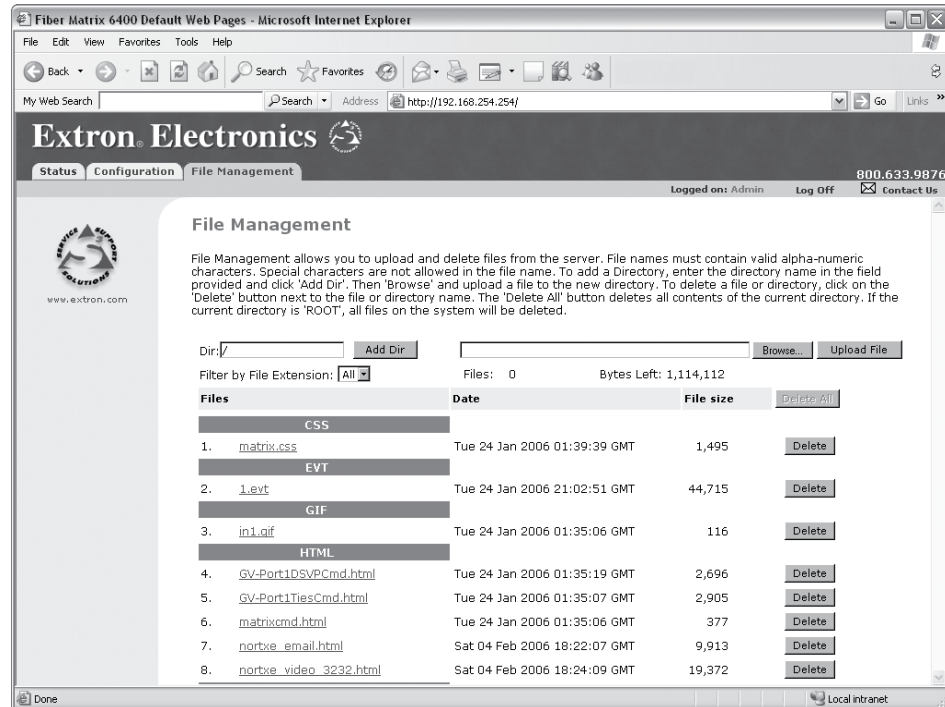 Fiber Matrix 6400 Default Web Pages - Microsoft Internet Explorer
File Edit View Favorites Tools Help
Back Search Favorites
My Web Search Search Address http://192.168.254.254/ Go Links »
Extron® Electronics
Status Configuration File Management
800.633.9876
Logged on: Admin Log Off Contact Us
SERVICE SUPPORT SOLUTIONS
www.extron.com
File Management
File Management allows you to upload and delete files from the server. File names must contain valid alpha-numeric
characters. Special characters are not allowed in the file name. To add a Directory, enter the directory name in the field
provided and click 'Add Dir'. Then 'Browse' and upload a file to the new directory. To delete a file or directory, click on the
'Delete' button next to the file or directory name. The 'Delete All' button deletes all contents of the current directory. If the
current directory is 'ROOT', all files on the system will be deleted.
Dir: / Add Dir Browse... Upload File
Filter by File Extension: All Files: 0 Bytes Left: 1,114,112
Files Date File size Delete All
CSS
1. matrix.css Tue 24 Jan 2006 01:39:39 GMT 1,495 Delete
EVT
2. 1.evt Tue 24 Jan 2006 21:02:51 GMT 44,715 Delete
GIF
3. in1.gif Tue 24 Jan 2006 01:35:06 GMT 116 Delete
HTML
4. GV-Port1DSVPCmd.html Tue 24 Jan 2006 01:35:19 GMT 2,696 Delete
5. GV-Port1TiesCmd.html Tue 24 Jan 2006 01:35:07 GMT 2,905 Delete
6. matrixcmd.html Tue 24 Jan 2006 01:35:06 GMT 377 Delete
7. nortxe_email.html Sat 04 Feb 2006 18:22:07 GMT 9,913 Delete
8. nortxe_video_3232.html Sat 04 Feb 2006 18:24:09 GMT 19,372 Delete
Done Local intranet